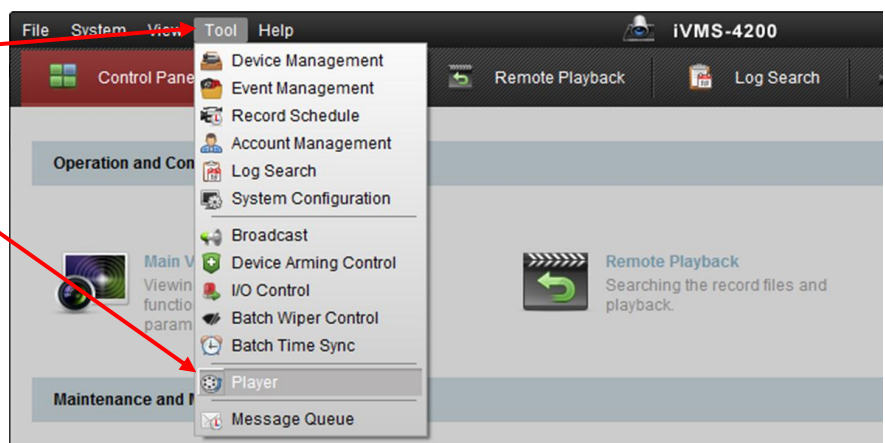 File System View Tool Help iVMS-4200
Control Pane Remote Playback Log Search
Device Management
Event Management
Record Schedule
Account Management
Log Search
System Configuration
Broadcast
Device Arming Control
I/O Control
Batch Wiper Control
Batch Time Sync
Player
Message Queue
Operation and Con
Main V
Viewin
functio
param
Remote Playback
Searching the record files and
playback.
Maintenance and M